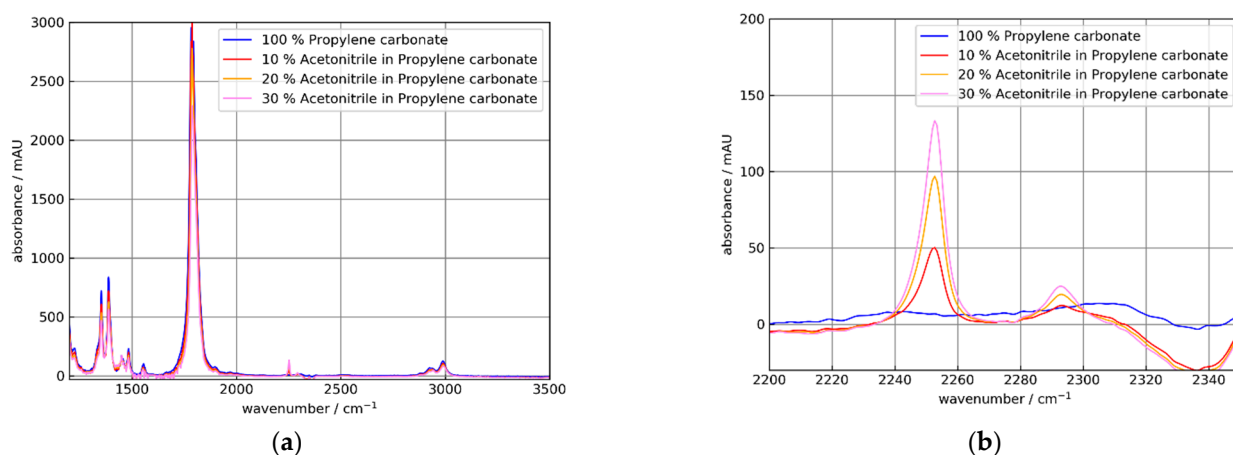 3000
2500
2000
1500
1000
500
0
absorbance / mAU
1500
2000
2500
3000
3500
wavenumber / cm⁻¹
100 % Propylene carbonate
10 % Acetonitrile in Propylene carbonate
20 % Acetonitrile in Propylene carbonate
30 % Acetonitrile in Propylene carbonate
(a)
200
150
100
50
0
absorbance / mAU
2200
2220
2240
2260
2280
2300
2320
2340
wavenumber / cm⁻¹
100 % Propylene carbonate
10 % Acetonitrile in Propylene carbonate
20 % Acetonitrile in Propylene carbonate
30 % Acetonitrile in Propylene carbonate
(b)